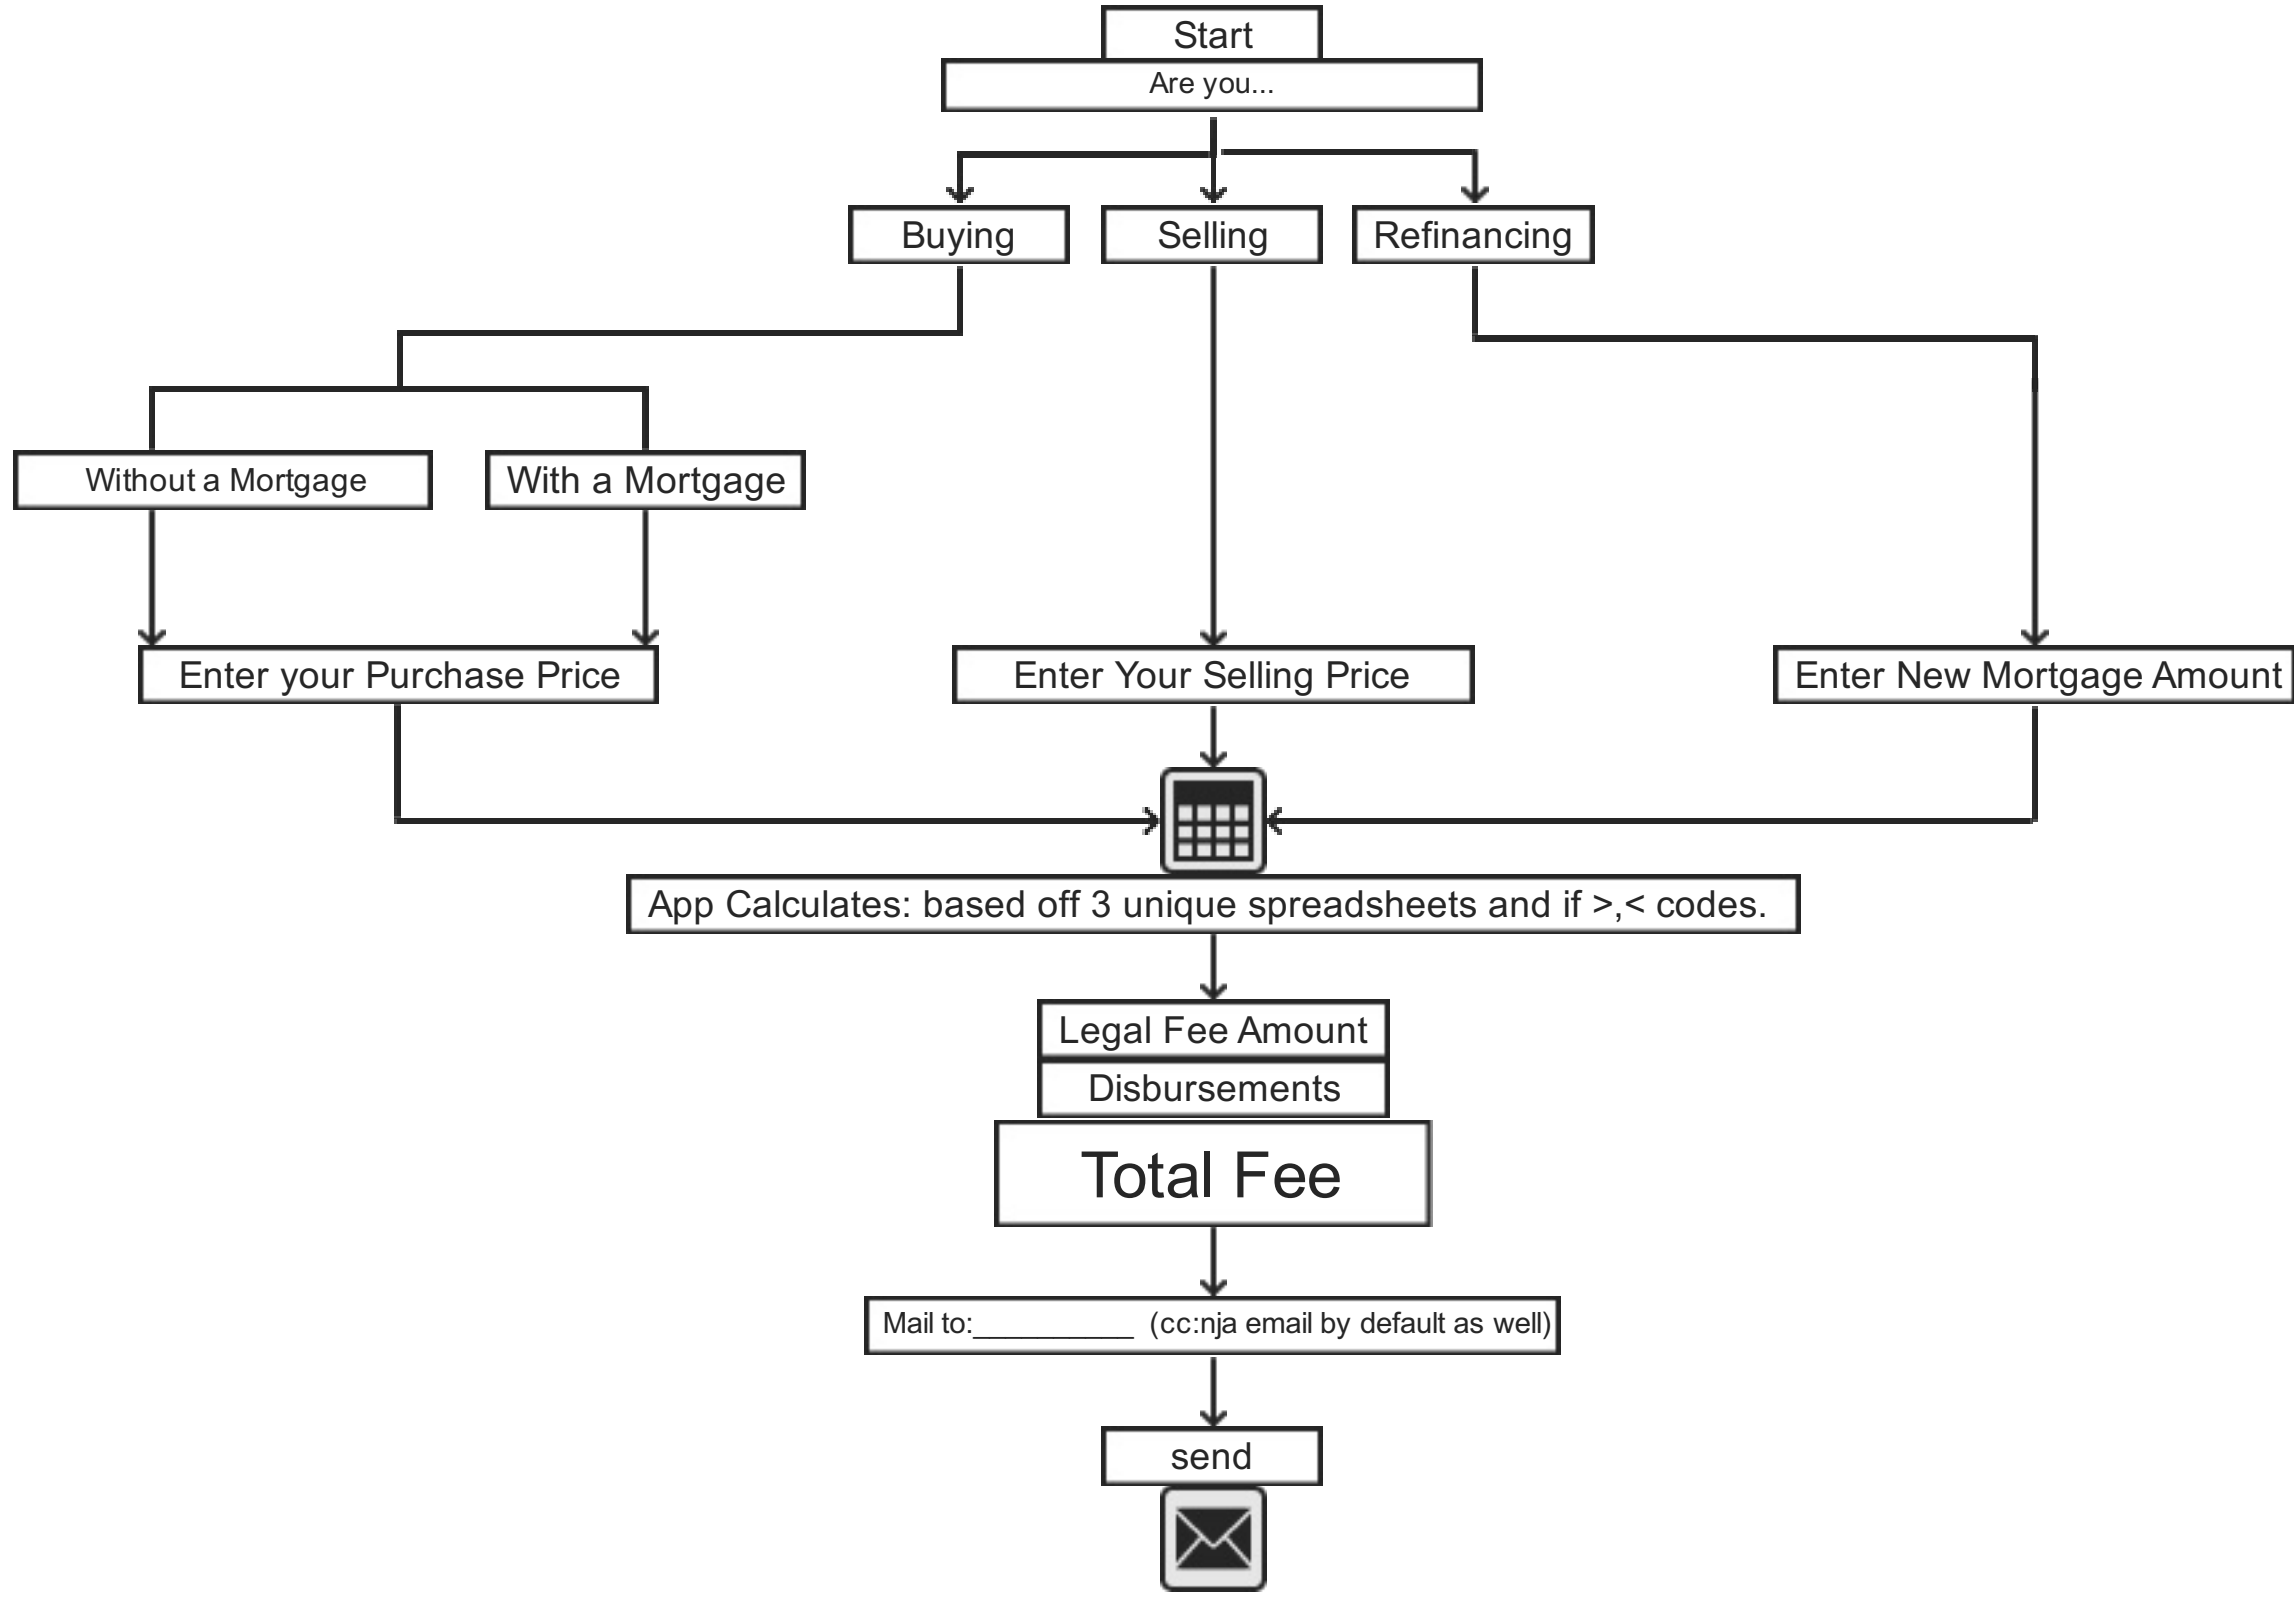 Start
Are you...
Buying
Selling
Refinancing
Without a Mortgage
With a Mortgage
Enter your Purchase Price
Enter Your Selling Price
Enter New Mortgage Amount
App Calculates: based off 3 unique spreadsheets and if >,< codes.
Legal Fee Amount
Disbursements
Total Fee
Mail to:__________ (cc:nja email by default as well)
send